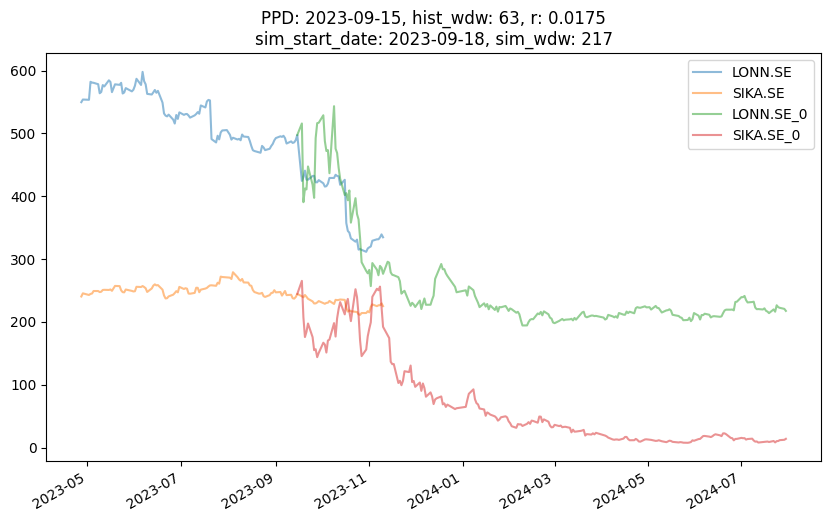 PPD: 2023-09-15, hist_wdw: 63, r: 0.0175
sim_start_date: 2023-09-18, sim_wdw: 217
LONN.SE
SIKA.SE
LONN.SE_0
SIKA.SE_0
600
500
400
300
200
100
0
2023-05
2023-07
2023-09
2023-11
2024-01
2024-03
2024-05
2024-07